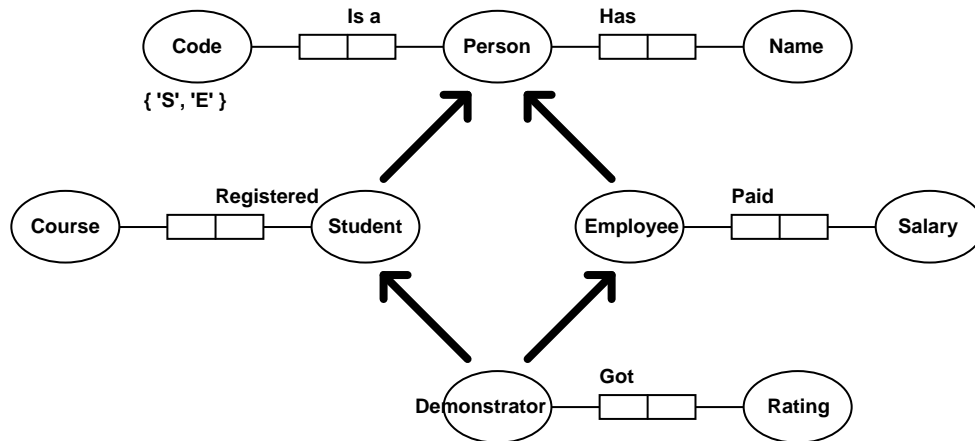 Is a
Has
Code
Person
Name
{ 'S', 'E' }
Registered
Paid
Course
Student
Employee
Salary
Got
Demonstrator
Rating